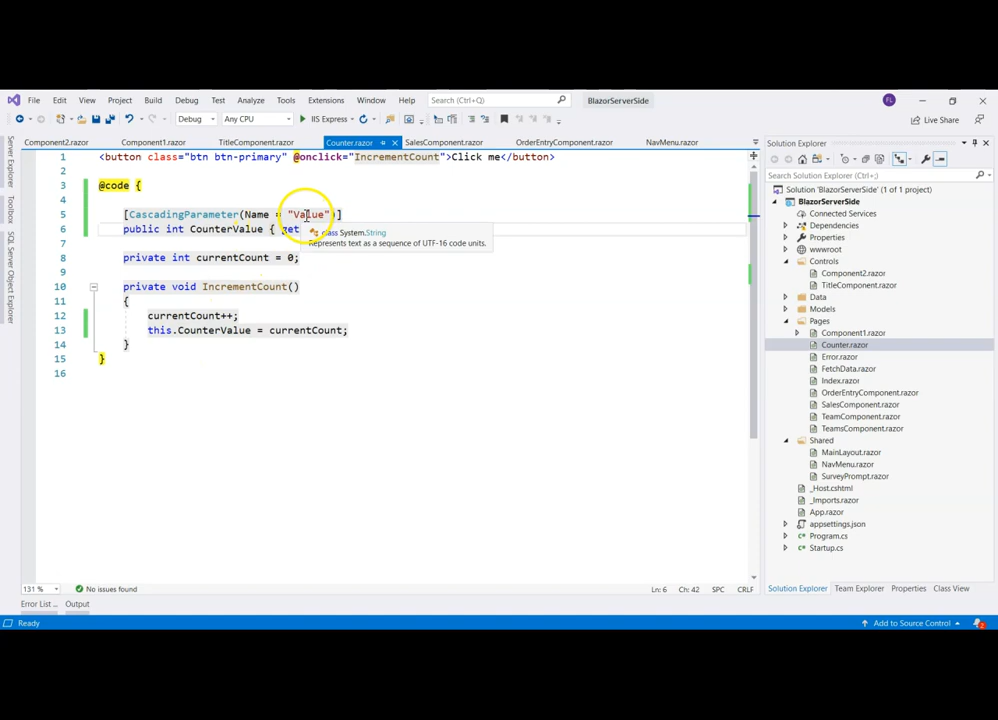 File Edit View Project Build Debug Test Analyze Tools Extensions Window Help Search (Ctrl+Q) BlazorServerSide FL
Debug Any CPU IIS Express Live Share
Component2.razor Component1.razor TitleComponent.razor Counter.razor SalesComponent.razor OrderEntryComponent.razor NavMenu.razor
Server Explorer
Toolbox
SQL Server Object Explorer
1 <button class="btn btn-primary" @onclick="IncrementCount">Click me</button>
2
3 @code {
4
5 [CascadingParameter(Name = "Value")]
6 public int CounterValue { get
class System.String
Represents text as a sequence of UTF-16 code units.
8 private int currentCount = 0;
9
10 private void IncrementCount()
11 {
12 currentCount++;
13 this.CounterValue = currentCount;
14 }
15 }
16
131 % No issues found Ln: 6 Ch: 42 SPC CRLF
Error List ... Output
Solution Explorer
Search Solution Explorer (Ctrl+;)
Solution 'BlazorServerSide' (1 of 1 project)
BlazorServerSide
Connected Services
Dependencies
Properties
wwwroot
Controls
Component2.razor
TitleComponent.razor
Data
Models
Pages
Component1.razor
Counter.razor
Error.razor
FetchData.razor
Index.razor
OrderEntryComponent.razor
SalesComponent.razor
TeamComponent.razor
TeamsComponent.razor
Shared
MainLayout.razor
NavMenu.razor
SurveyPrompt.razor
_Host.cshtml
_Imports.razor
App.razor
appsettings.json
Program.cs
Startup.cs
Solution Explorer Team Explorer Properties Class View
Ready Add to Source Control 2